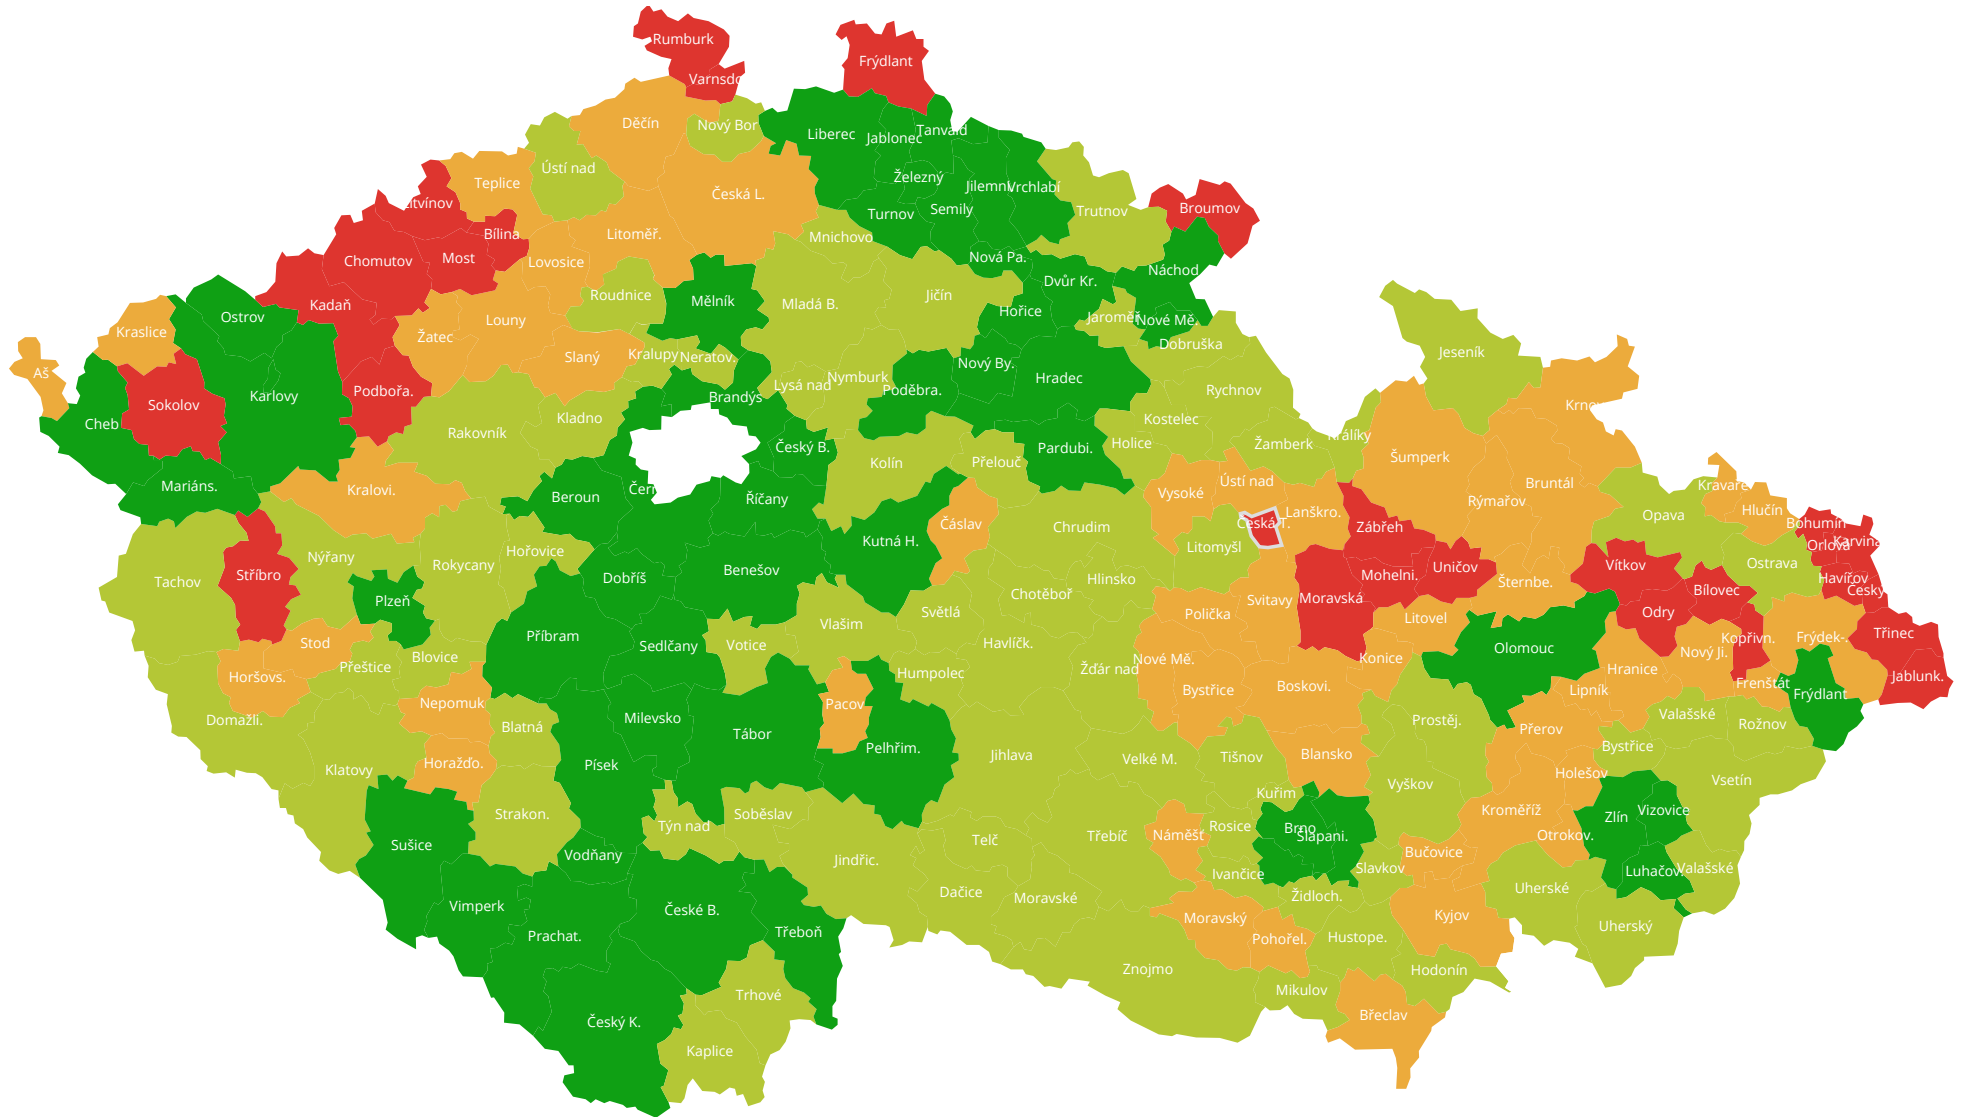 Rumburk
Frýdlant
Varnsdo
Děčín
Nový Bor
Liberec
Jablonec
Tanvald
Ústí nad
Teplice
Česká L.
Železný
Jilemni
Vrchlabí
Litvínov
Turnov
Semily
Trutnov
Broumov
Bílina
Litoměř.
Mnichovo
Chomutov
Most
Lovosice
Nová Pa.
Náchod
Kadaň
Roudnice
Mělník
Mladá B.
Jičín
Dvůr Kr.
Ostrov
Louny
Hořice
Jaroměř
Nové Mě.
Kraslice
Žatec
Slaný
Kralupy
Neratov.
Dobruška
Jeseník
Aš
Nový By.
Podbořa.
Lysá nad
Nymburk
Poděbra.
Hradec
Rychnov
Karlovy
Brandýs
Sokolov
Krnov
Cheb
Rakovník
Kladno
Kostelec
Český B.
Pardubi.
Holice
Žamberk
Králíky
Kolín
Přelouč
Šumperk
Mariáns.
Kralovi.
Beroun
Čern
Říčany
Vysoké
Ústí nad
Rýmařov
Bruntál
Kravaře
Hlučín
Čáslav
Chrudim
Česká T.
Lanškro.
Zábřeh
Opava
Bohumín
Orlová
Karviná
Nýřany
Rokycany
Hořovice
Kutná H.
Litomyšl
Tachov
Stříbro
Dobříš
Benešov
Hlinsko
Mohelni.
Uničov
Šternbe.
Vítkov
Ostrava
Havířov
Český
Plzeň
Chotěboř
Svitavy
Moravská
Bílovec
Světlá
Polička
Litovel
Odry
Příbram
Sedlčany
Votice
Vlašim
Havlíčk.
Olomouc
Kopřivn.
Frýdek-.
Třinec
Stod
Přeštice
Blovice
Humpolec
Žďár nad
Nové Mě.
Konice
Hranice
Nový Ji.
Horšovs.
Bystřice
Boskovi.
Lipník
Frenštát
Frýdlant
Jablunk.
Domažli.
Nepomuk
Blatná
Milevsko
Tábor
Pacov
Prostěj.
Přerov
Valašské
Rožnov
Klatovy
Horažďo.
Písek
Pelhřim.
Jihlava
Velké M.
Tišnov
Blansko
Bystřice
Vyškov
Holešov
Vsetín
Strakon.
Týn nad
Soběslav
Kuřim
Kroměříž
Zlín
Vizovice
Sušice
Vodňany
Jindřic.
Telč
Třebíč
Náměšť
Rosice
Brno
Šlapani.
Otrokov.
Bučovice
Slavkov
Luhačov.
Valašské
Vimperk
České B.
Dačice
Moravské
Ivančice
Židloch.
Uherské
Prachat.
Třeboň
Moravský
Pohořel.
Hustope.
Kyjov
Uherský
Znojmo
Hodonín
Český K.
Trhové
Mikulov
Břeclav
Kaplice